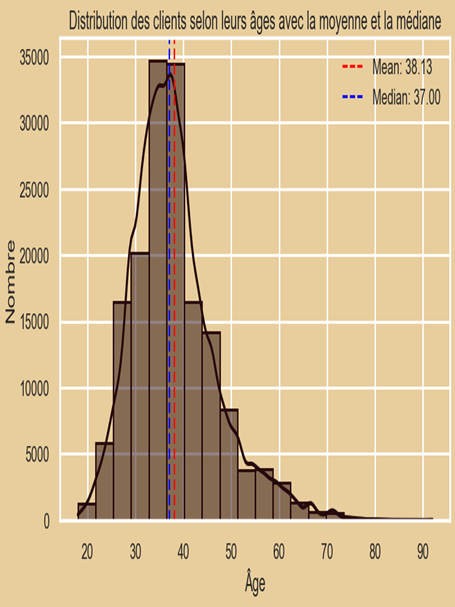 Distribution des clients selon leurs âges avec la moyenne et la médiane
Mean: 38.13
Median: 37.00
35000
30000
25000
20000
15000
10000
5000
0
Nombre
20 30 40 50 60 70 80 90
Âge